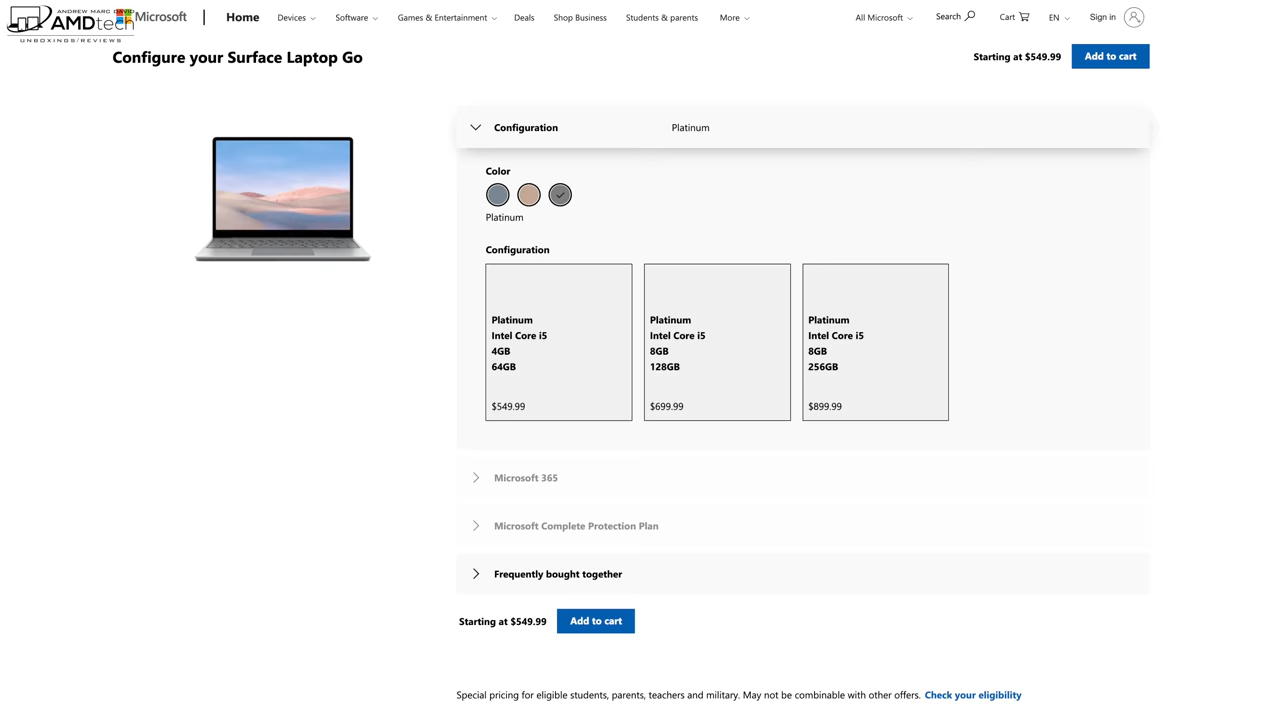 ANDREW MARC DAVID
AMDtech
UNBOXINGS/REVIEWS
Microsoft
Home
Devices
Software
Games & Entertainment
Deals
Shop Business
Students & parents
More
All Microsoft
Search
Cart
EN
Sign in
Configure your Surface Laptop Go
Starting at $549.99
Add to cart
Configuration
Platinum
Color
Platinum
Configuration
Platinum
Intel Core i5
4GB
64GB
$549.99
Platinum
Intel Core i5
8GB
128GB
$699.99
Platinum
Intel Core i5
8GB
256GB
$899.99
Microsoft 365
Microsoft Complete Protection Plan
Frequently bought together
Starting at $549.99
Add to cart
Special pricing for eligible students, parents, teachers and military. May not be combinable with other offers. Check your eligibility